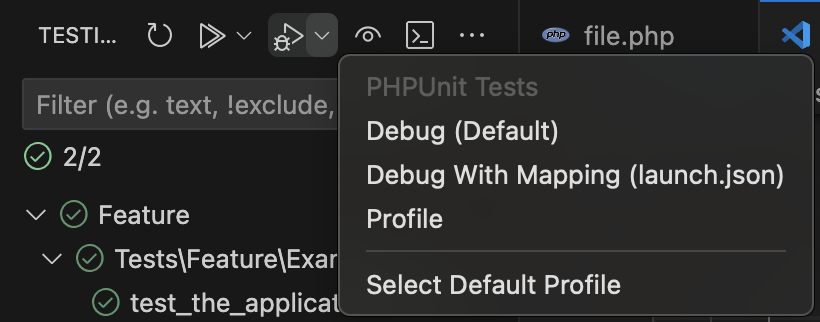 TESTI...
php file.php
Filter (e.g. text, !exclude,
PHPUnit Tests
Debug (Default)
Debug With Mapping (launch.json)
Profile
Select Default Profile
2/2
Feature
Tests\Feature\Exar
test_the_applicat